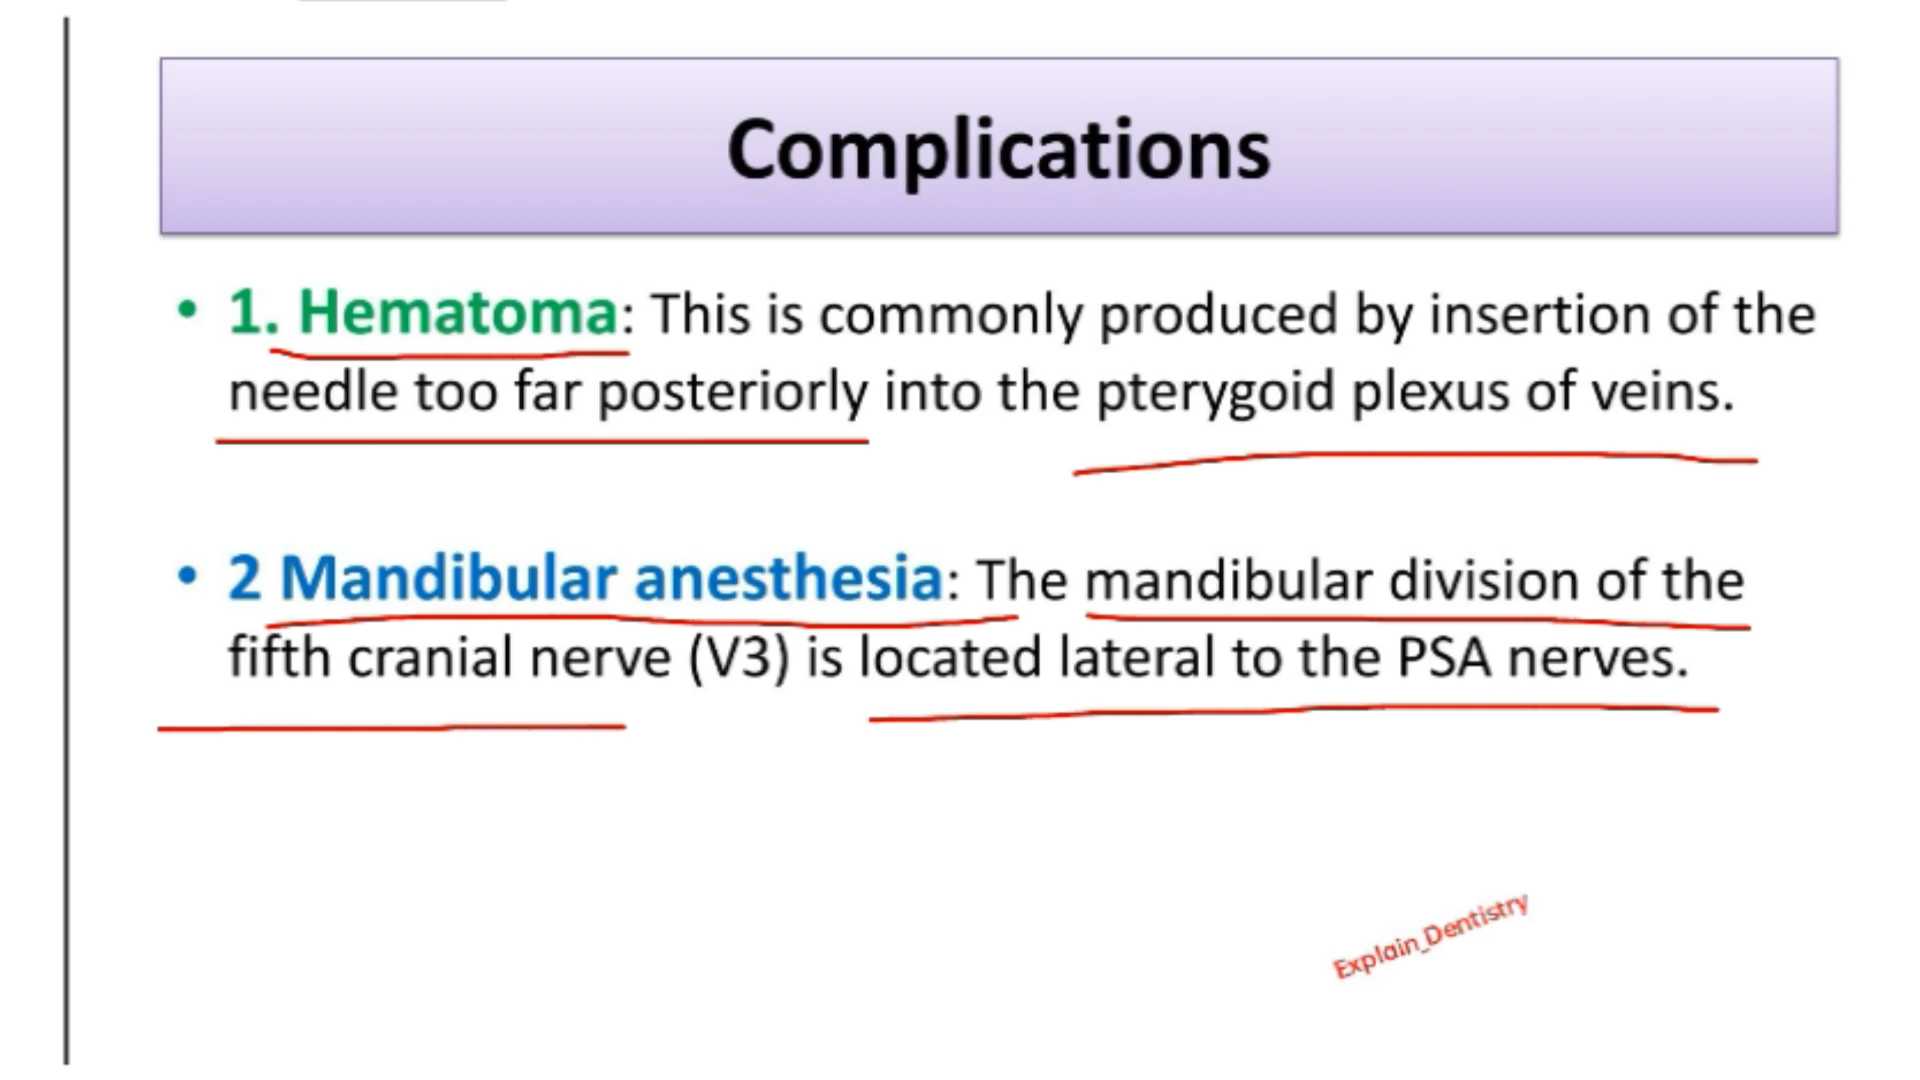 Complications
• 1. Hematoma: This is commonly produced by insertion of the
needle too far posteriorly into the pterygoid plexus of veins.
• 2 Mandibular anesthesia: The mandibular division of the
fifth cranial nerve (V3) is located lateral to the PSA nerves.
Explain_Dentistry